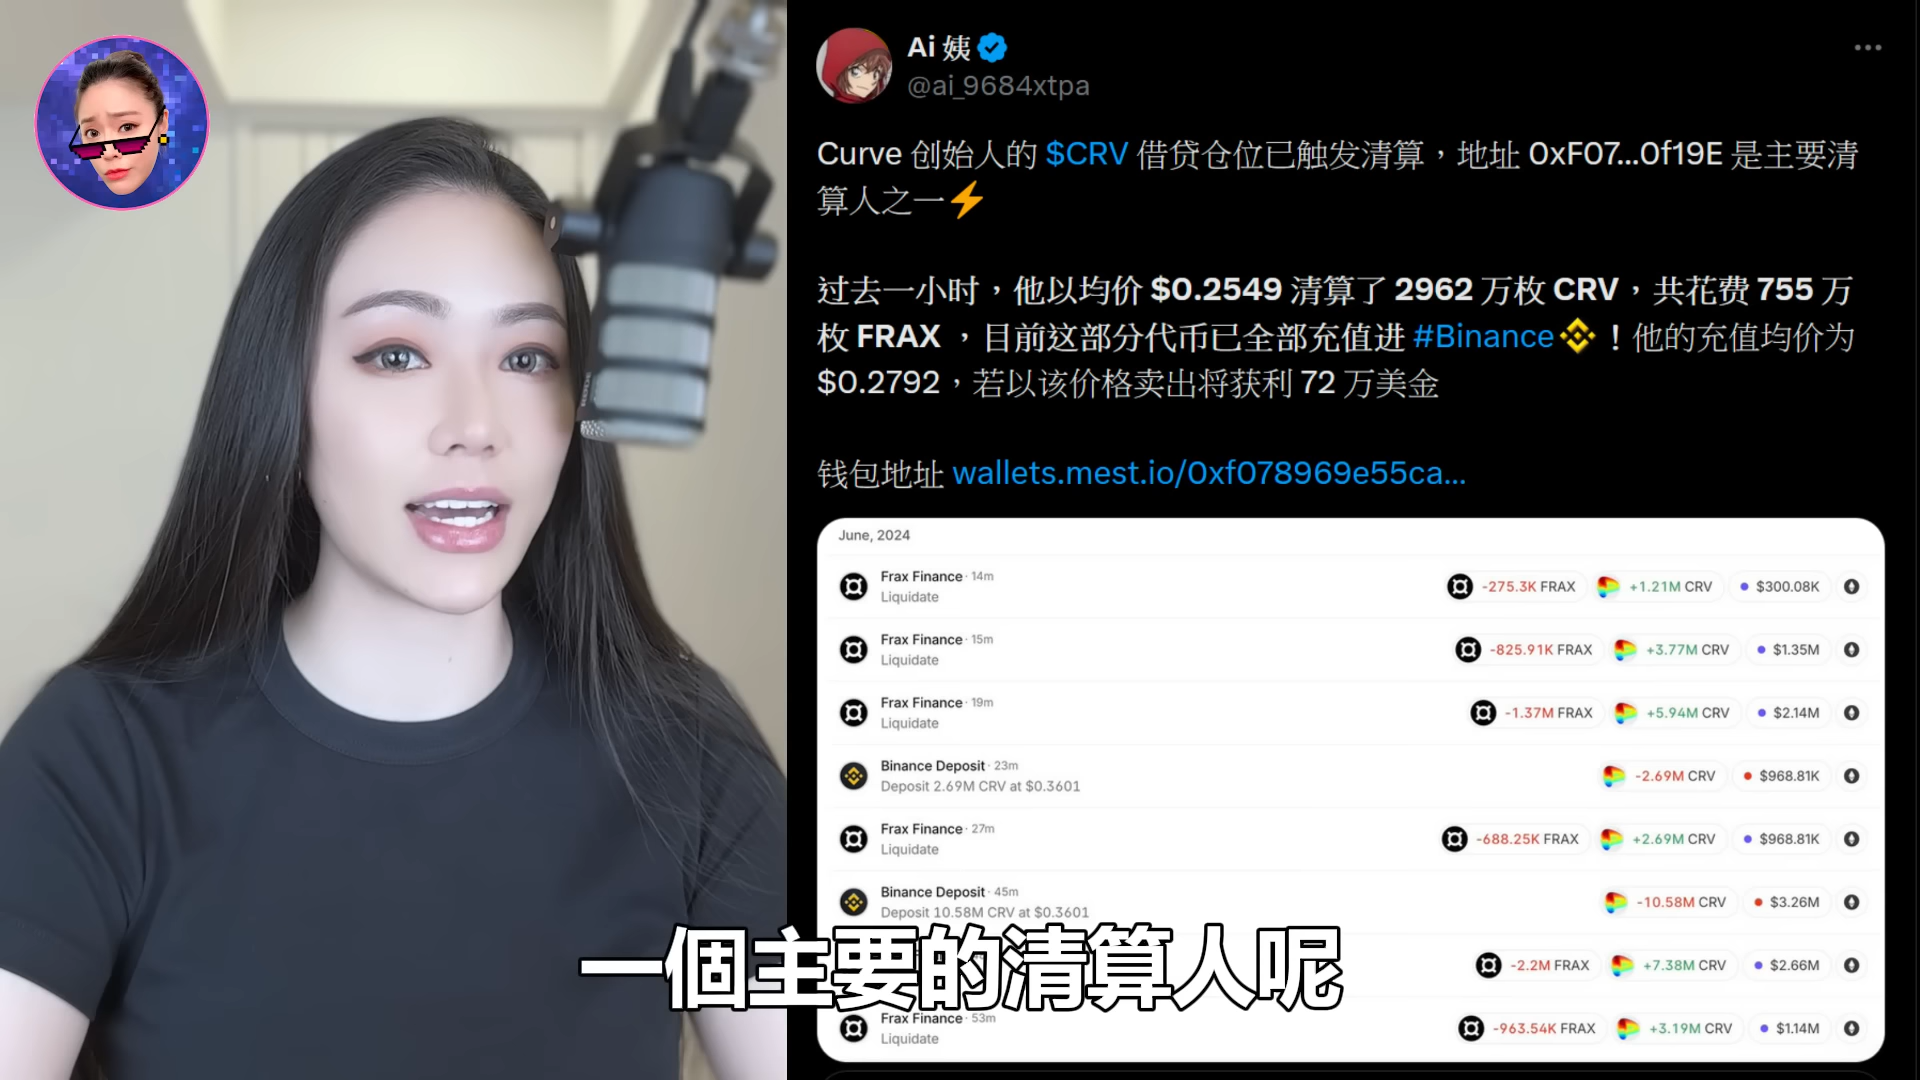 Ai 姨
@ai_9684xtpa
Curve 创始人的 $CRV 借贷仓位已触发清算，地址 0xF07...0f19E 是主要清
算人之一⚡
过去一小时，他以均价 $0.2549 清算了 2962 万枚 CRV，共花费 755 万
枚 FRAX ，目前这部分代币已全部充值进 #Binance ！他的充值均价为
$0.2792，若以该价格卖出将获利 72 万美金
钱包地址 wallets.mest.io/0xf078969e55ca...
June, 2024
Frax Finance · 14m
Liquidate
-275.3K FRAX +1.21M CRV $300.08K
Frax Finance · 15m
Liquidate
-825.91K FRAX +3.77M CRV $1.35M
Frax Finance · 19m
Liquidate
-1.37M FRAX +5.94M CRV $2.14M
Binance Deposit · 23m
Deposit 2.69M CRV at $0.3601
-2.69M CRV $968.81K
Frax Finance · 27m
Liquidate
-688.25K FRAX +2.69M CRV $968.81K
Binance Deposit · 45m
Deposit 10.58M CRV at $0.3601
-10.58M CRV $3.26M
-2.2M FRAX +7.38M CRV $2.66M
一個主要的清算人呢
Frax Finance · 53m
Liquidate
-963.54K FRAX +3.19M CRV $1.14M